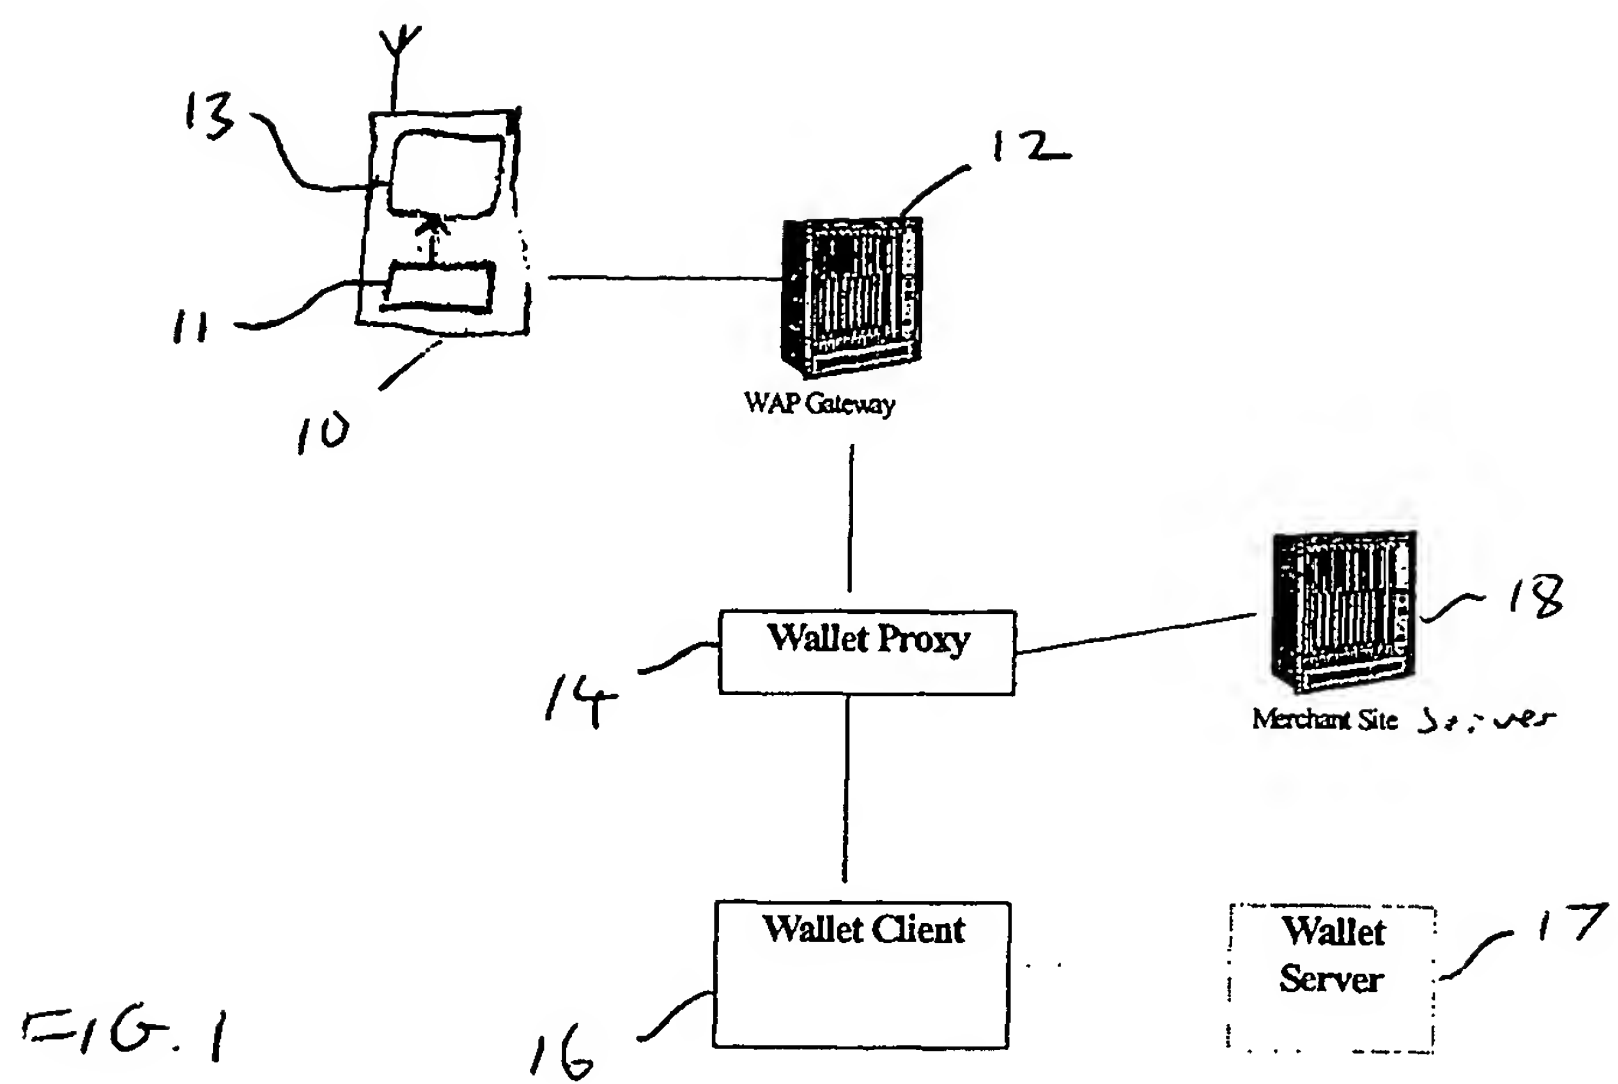 13
12
11
10
WAP Gateway
Wallet Proxy
18
14
Merchant Site Server
Wallet Client
Wallet
Server
17
16
FIG. 1